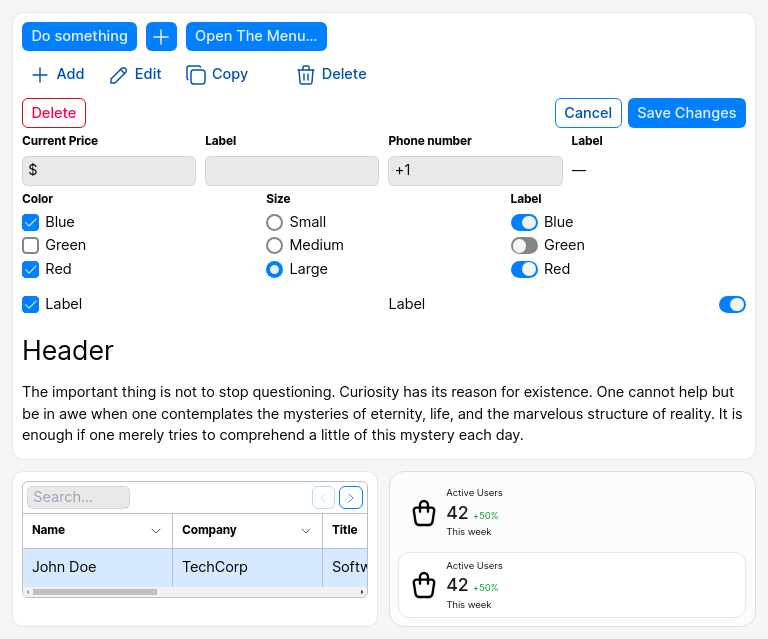 Do something Open The Menu...
Add Edit Copy Delete
Delete Cancel Save Changes
Current Price Label Phone number Label
$ +1 —
Color Size Label
Blue Small Blue
Green Medium Green
Red Large Red
Label Label
Header
The important thing is not to stop questioning. Curiosity has its reason for existence. One cannot help but
be in awe when one contemplates the mysteries of eternity, life, and the marvelous structure of reality. It is
enough if one merely tries to comprehend a little of this mystery each day.
Search...
Name Company Title
John Doe TechCorp Softw
Active Users
42 +50%
This week
Active Users
42 +50%
This week